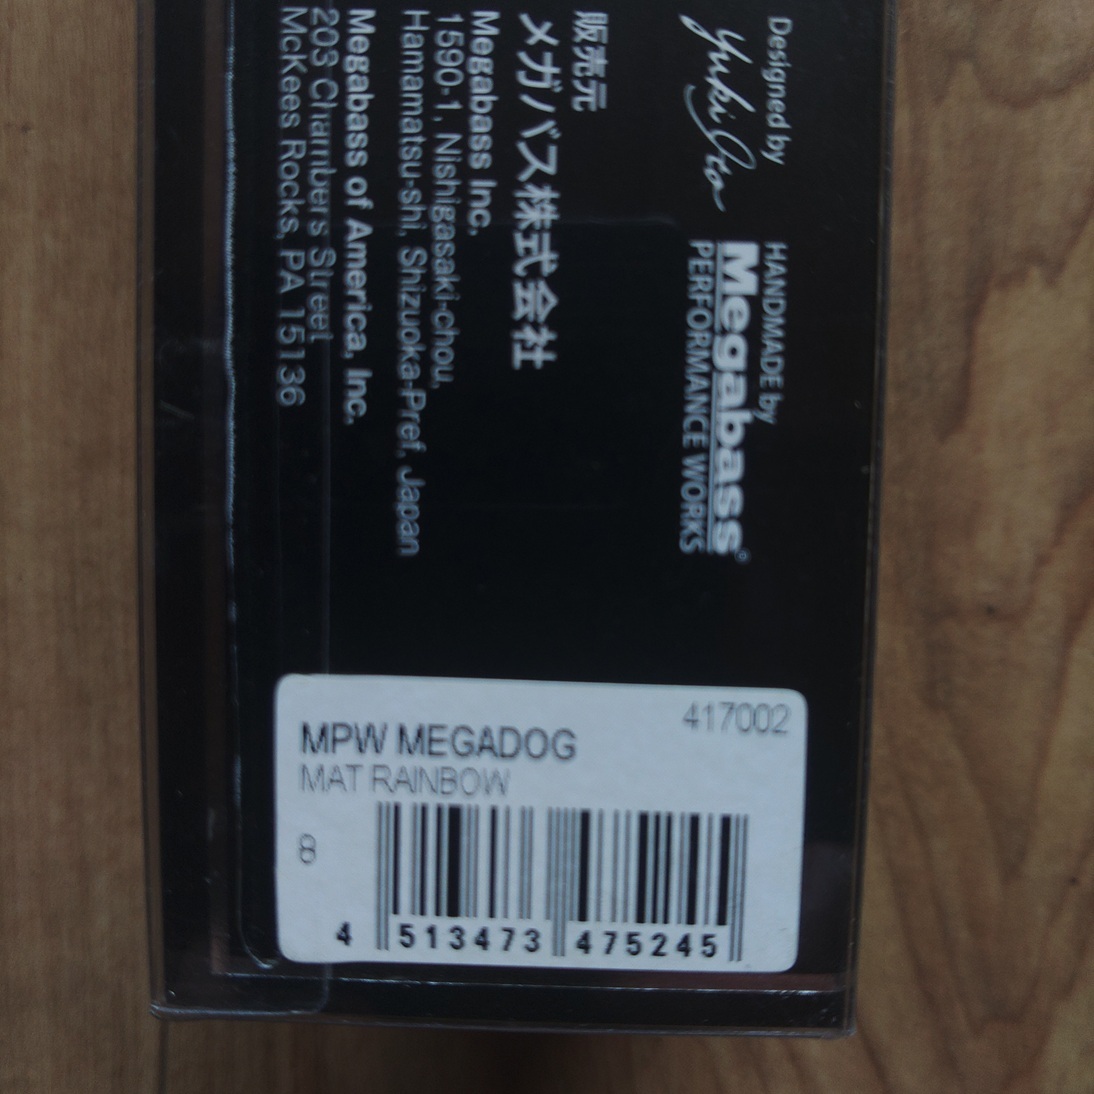 Designed by
Yuki Ito
HANDMADE by
Megabass®
PERFORMANCE WORKS
販売元
メガバス株式会社
Megabass Inc.
1590-1, Nishigasaki-chou,
Hamamatsu-shi, Shizuoka-Pref, Japan
Megabass of America, Inc.
203 Chambers Street
McKees Rocks, PA 15136
417002
MPW MEGADOG
MAT RAINBOW
8
4 513473 475245